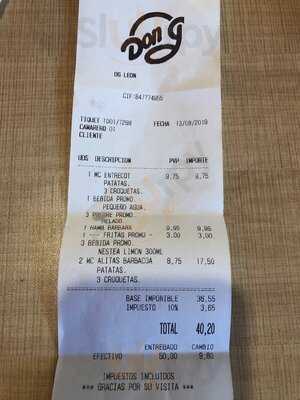 Don G
DG LEON
CIF:B47774955
TIQUET 1001/7298 FECHA 13/08/2019
CAMARERO 01
CLIENTE
UDS DESCRIPCION PVP IMPORTE
1 MC ENTRECOT 9,75 9,75
PATATAS.
3 CROQUETAS.
1 BEBIDA PROMO
PEQUEÑO AGUA.
3 POSTRE PROMO
HELADO.
1 HAMB BARBARA 9,95 9,95
1 FRITAS PROMO - 3,00 3,00
3 BEBIDA PROMO.
NESTEA LIMON 300ML
2 MC ALITAS BARBACOA 8,75 17,50
PATATAS.
3 CROQUETAS.
BASE IMPONIBLE 36,55
IMPUESTO 10% 3,65
TOTAL 40,20
ENTREGADO CAMBIO
EFECTIVO 50,00 9,80
IMPUESTOS INCLUIDOS
*** GRACIAS POR SU VISITA ***